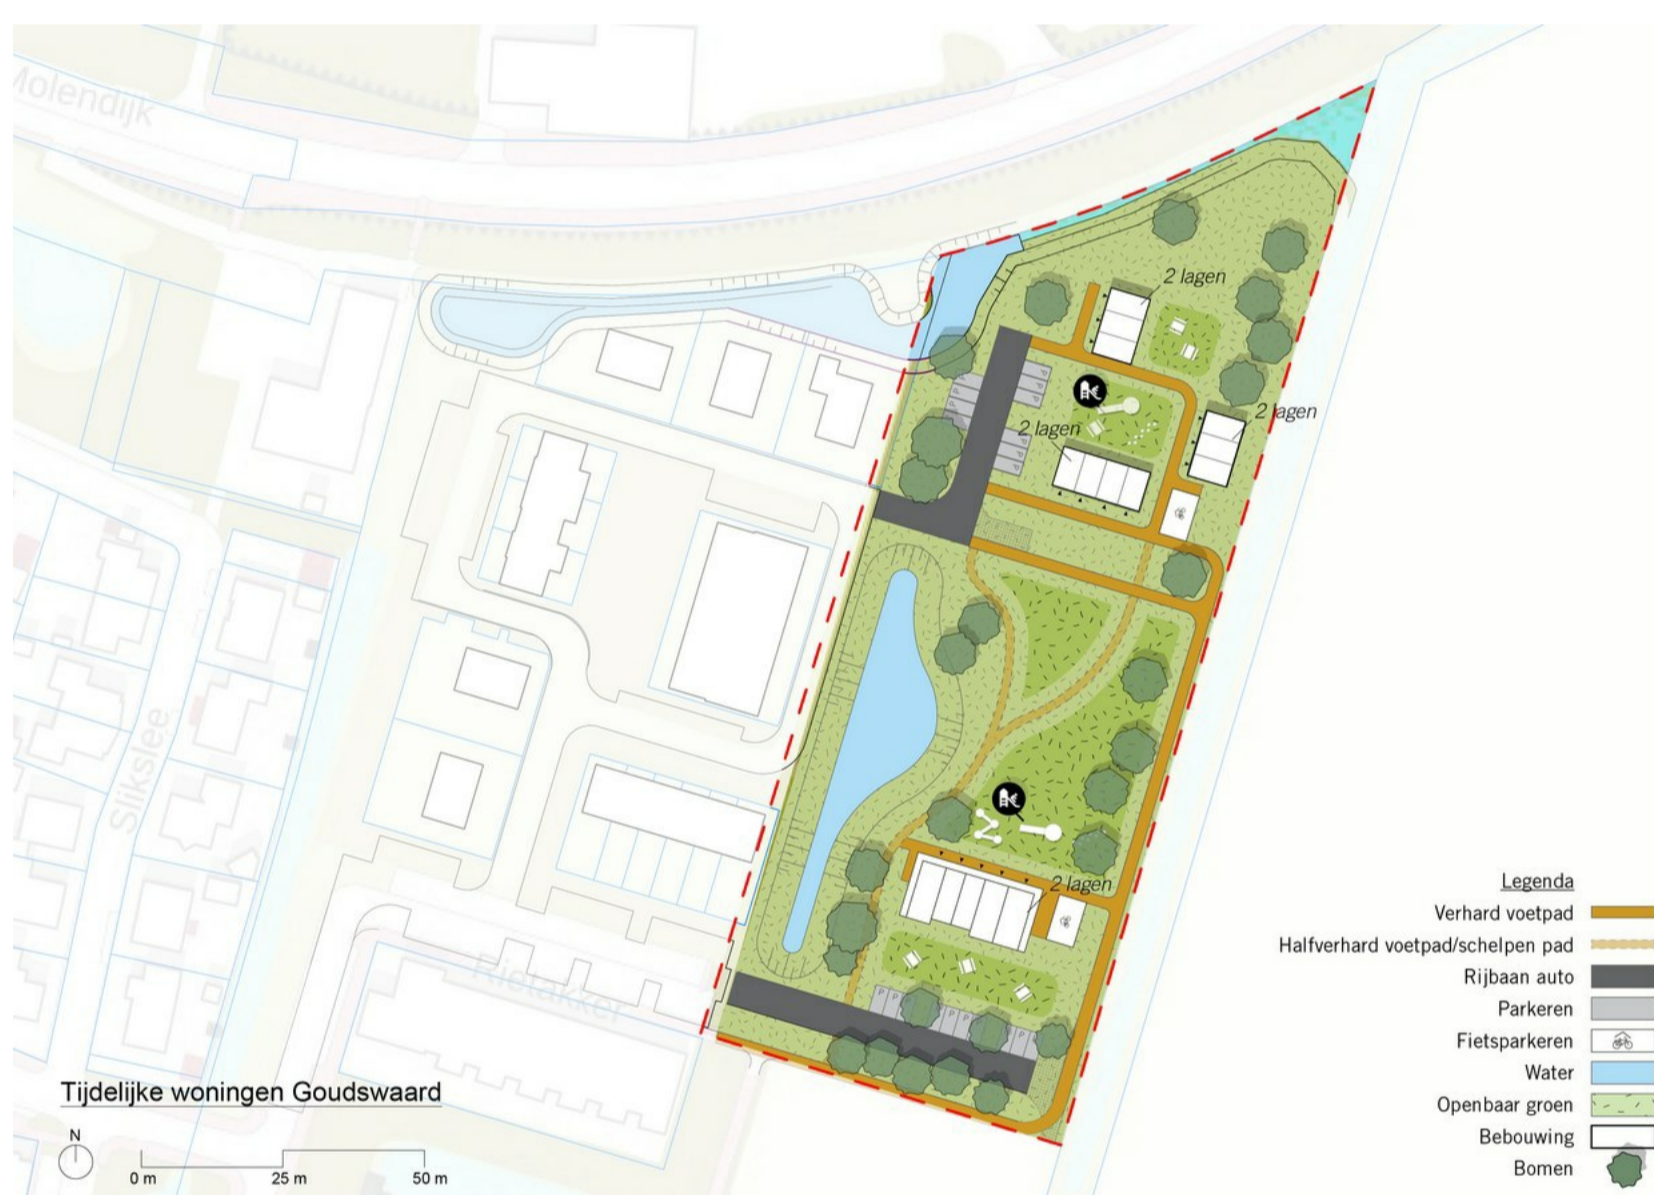 Molendijk
2 lagen
2 lagen
2 lagen
Slikslee
2 lagen
Rietakker
Legenda
Verhard voetpad
Halfverhard voetpad/schelpen pad
Rijbaan auto
Parkeren
Fietsparkeren
Water
Openbaar groen
Bebouwing
Bomen
Tijdelijke woningen Goudswaard
N
0 m 25 m 50 m